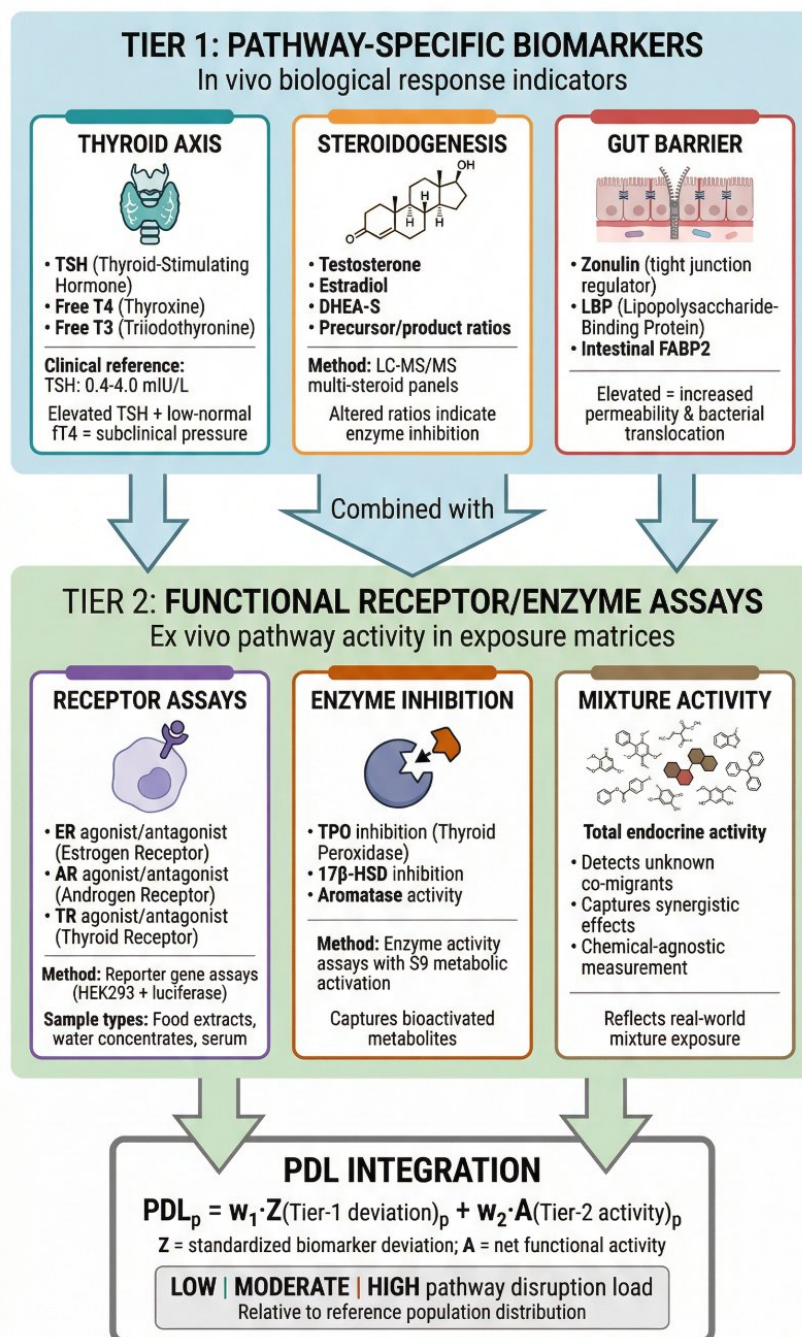 TIER 1: PATHWAY-SPECIFIC BIOMARKERS
In vivo biological response indicators
THYROID AXIS
• TSH (Thyroid-Stimulating
Hormone)
• Free T4 (Thyroxine)
• Free T3 (Triiodothyronine)
Clinical reference:
TSH: 0.4-4.0 mIU/L
Elevated TSH + low-normal
fT4 = subclinical pressure
STEROIDOGENESIS
OH
H
H
H
O
• Testosterone
• Estradiol
• DHEA-S
• Precursor/product ratios
Method: LC-MS/MS
multi-steroid panels
Altered ratios indicate
enzyme inhibition
GUT BARRIER
• Zonulin (tight junction
regulator)
• LBP (Lipopolysaccharide-
Binding Protein)
• Intestinal FABP2
Elevated = increased
permeability & bacterial
translocation
Combined with
TIER 2: FUNCTIONAL RECEPTOR/ENZYME ASSAYS
Ex vivo pathway activity in exposure matrices
RECEPTOR ASSAYS
• ER agonist/antagonist
(Estrogen Receptor)
• AR agonist/antagonist
(Androgen Receptor)
• TR agonist/antagonist
(Thyroid Receptor)
Method: Reporter gene assays
(HEK293 + luciferase)
Sample types: Food extracts,
water concentrates, serum
ENZYME INHIBITION
• TPO inhibition (Thyroid
Peroxidase)
• 17β-HSD inhibition
• Aromatase activity
Method: Enzyme activity
assays with S9 metabolic
activation
Captures bioactivated
metabolites
MIXTURE ACTIVITY
Total endocrine activity
• Detects unknown
co-migrants
• Captures synergistic
effects
• Chemical-agnostic
measurement
Reflects real-world
mixture exposure
PDL INTEGRATION
PDLₚ = w₁·Z(Tier-1 deviation)ₚ + w₂·A(Tier-2 activity)ₚ
Z = standardized biomarker deviation; A = net functional activity
LOW | MODERATE | HIGH pathway disruption load
Relative to reference population distribution